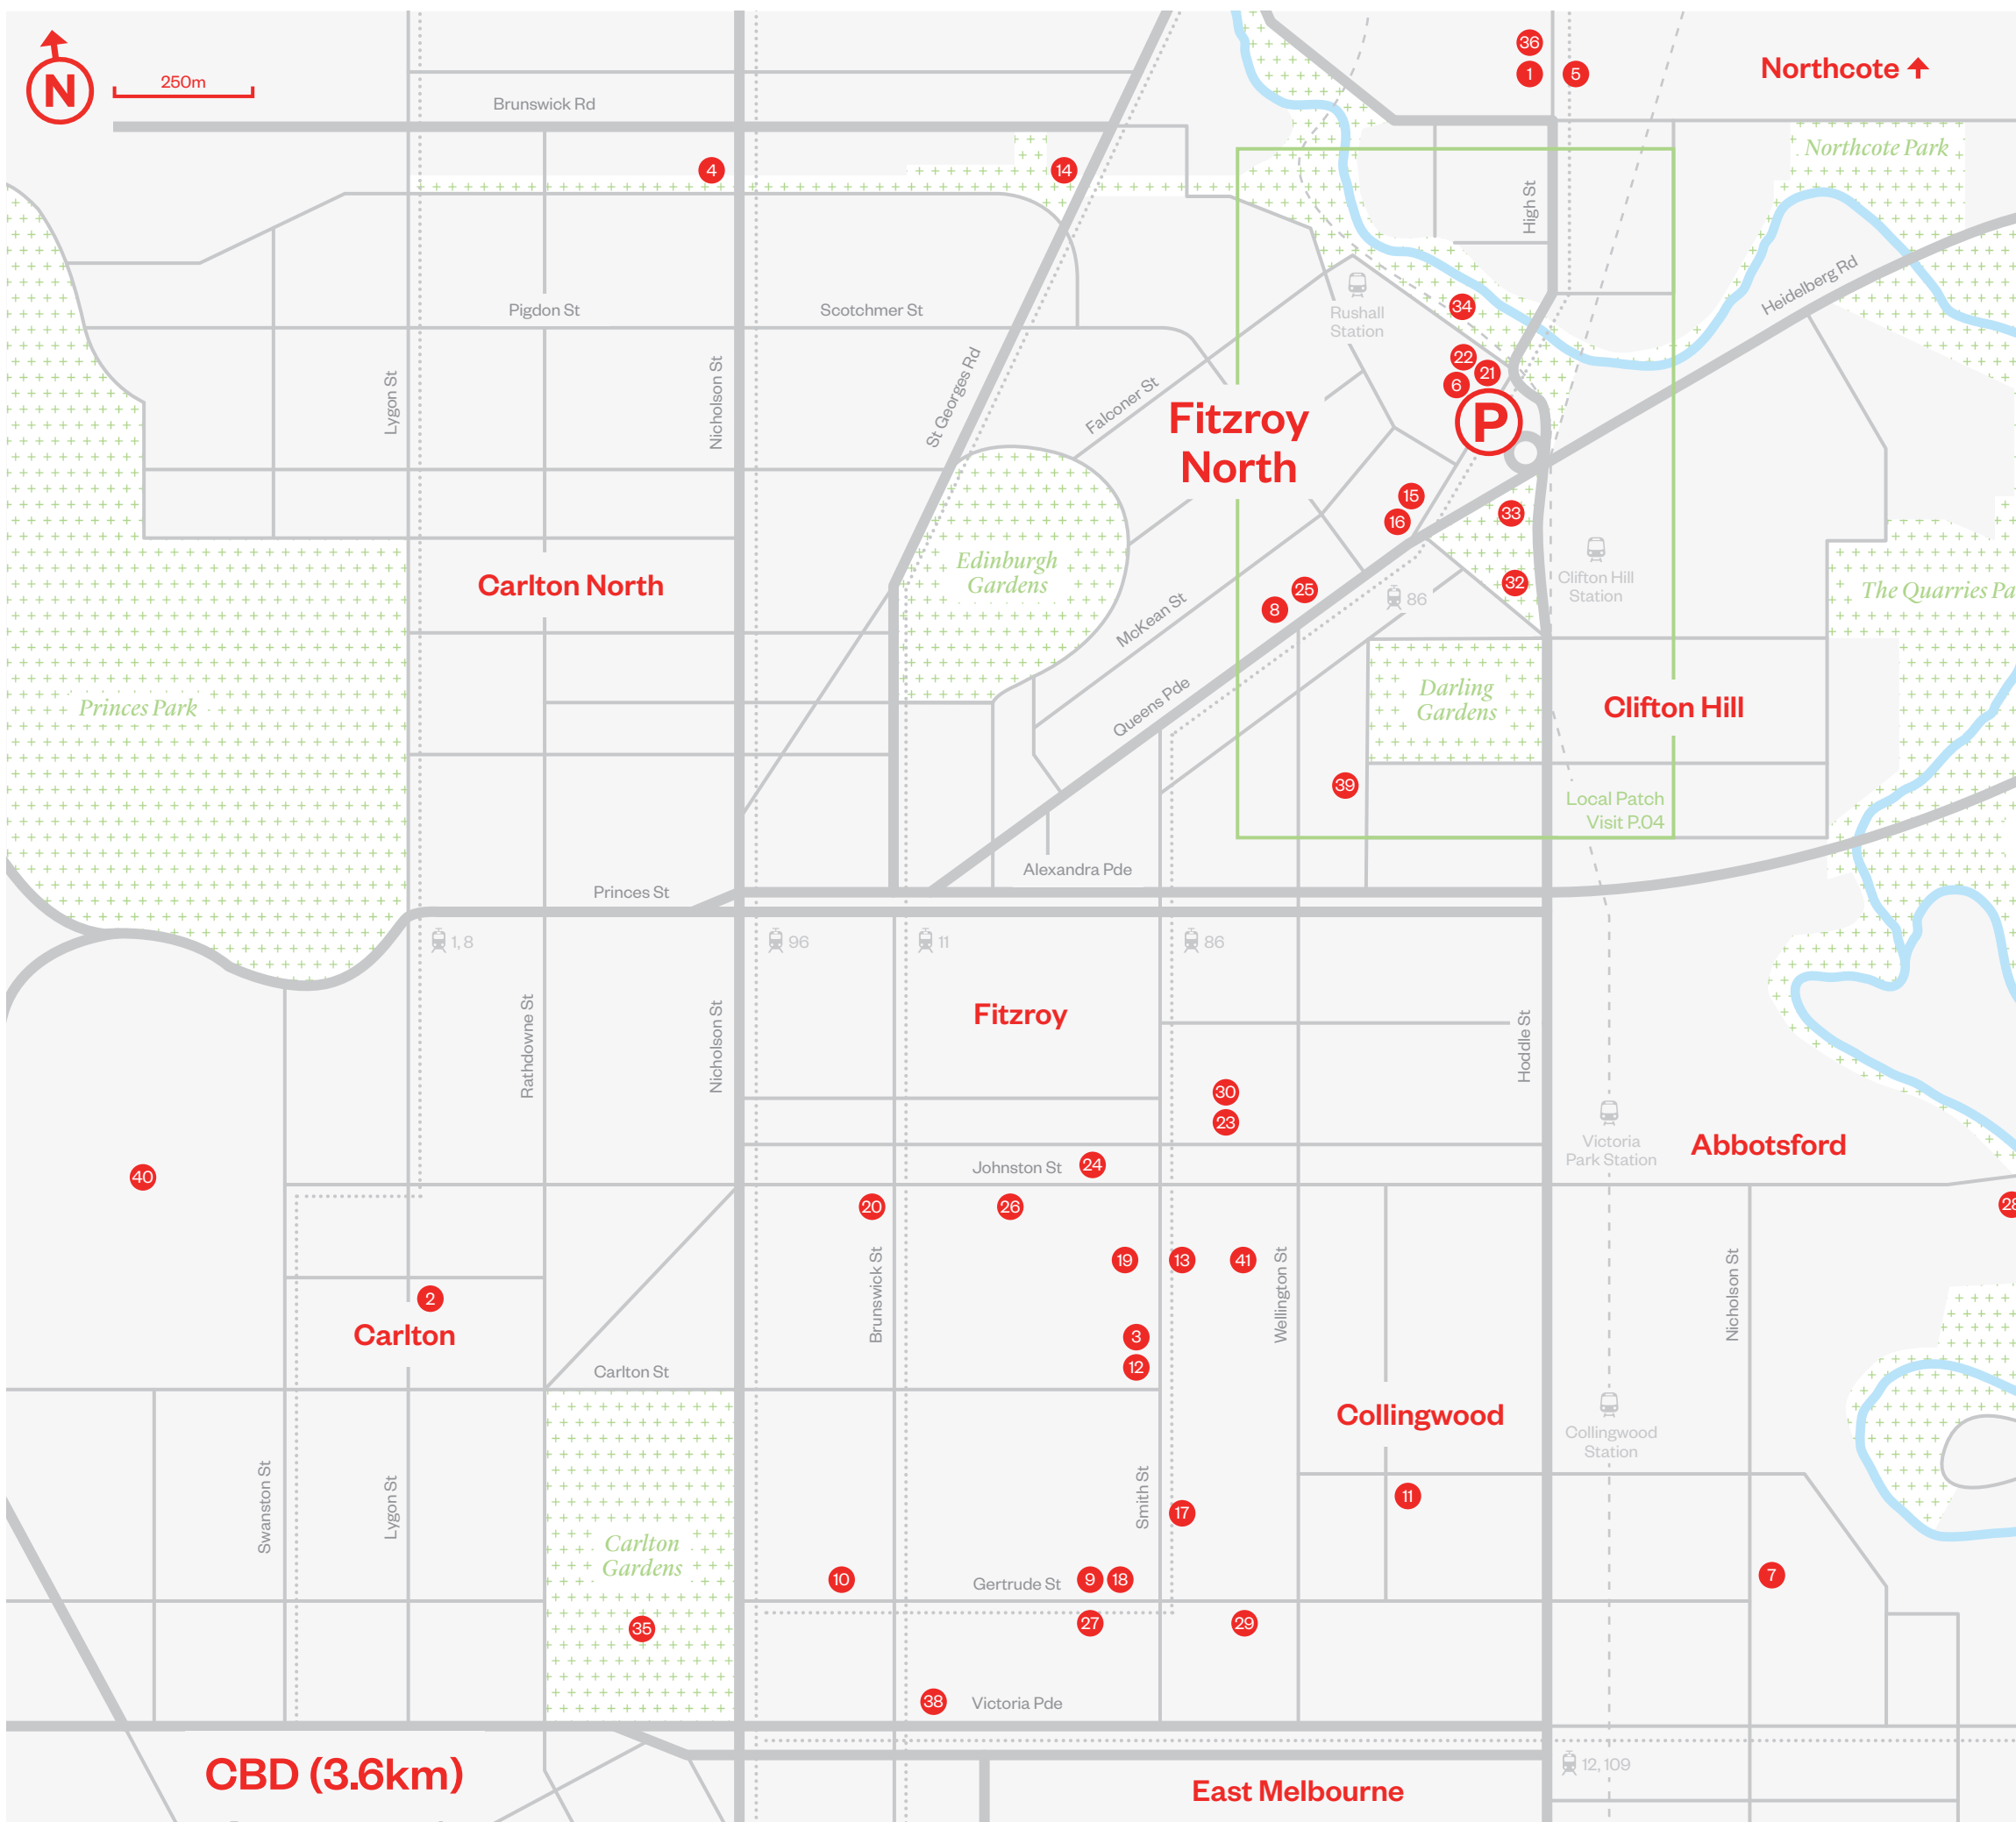 36
N
250m
1
5
Northcote
Brunswick Rd
Northcote Park
4
14
High St
Heidelberg Rd
Pigdon St
Scotchmer St
Rushall
Station
34
22
21
6
P
Lygon St
Nicholson St
St Georges Rd
Falconer St
Fitzroy
North
15
16
33
Edinburgh
Gardens
Carlton North
Clifton Hill
Station
32
The Quarries Pa
25
8
86
McKean St
Princes Park
Queens Pde
Darling
Gardens
Clifton Hill
39
Local Patch
Visit P.04
Alexandra Pde
Princes St
1, 8
96
11
86
Rathdowne St
Nicholson St
Fitzroy
Hoddle St
30
23
Victoria
Park Station
Abbotsford
40
Johnston St
24
20
26
28
19
13
41
Brunswick St
Wellington St
Nicholson St
2
Carlton
3
12
Carlton St
Collingwood
Collingwood
Station
Swanston St
Lygon St
Smith St
11
17
Carlton
Gardens
10
Gertrude St
9
18
7
35
27
29
38
Victoria Pde
CBD (3.6km)
12, 109
East Melbourne